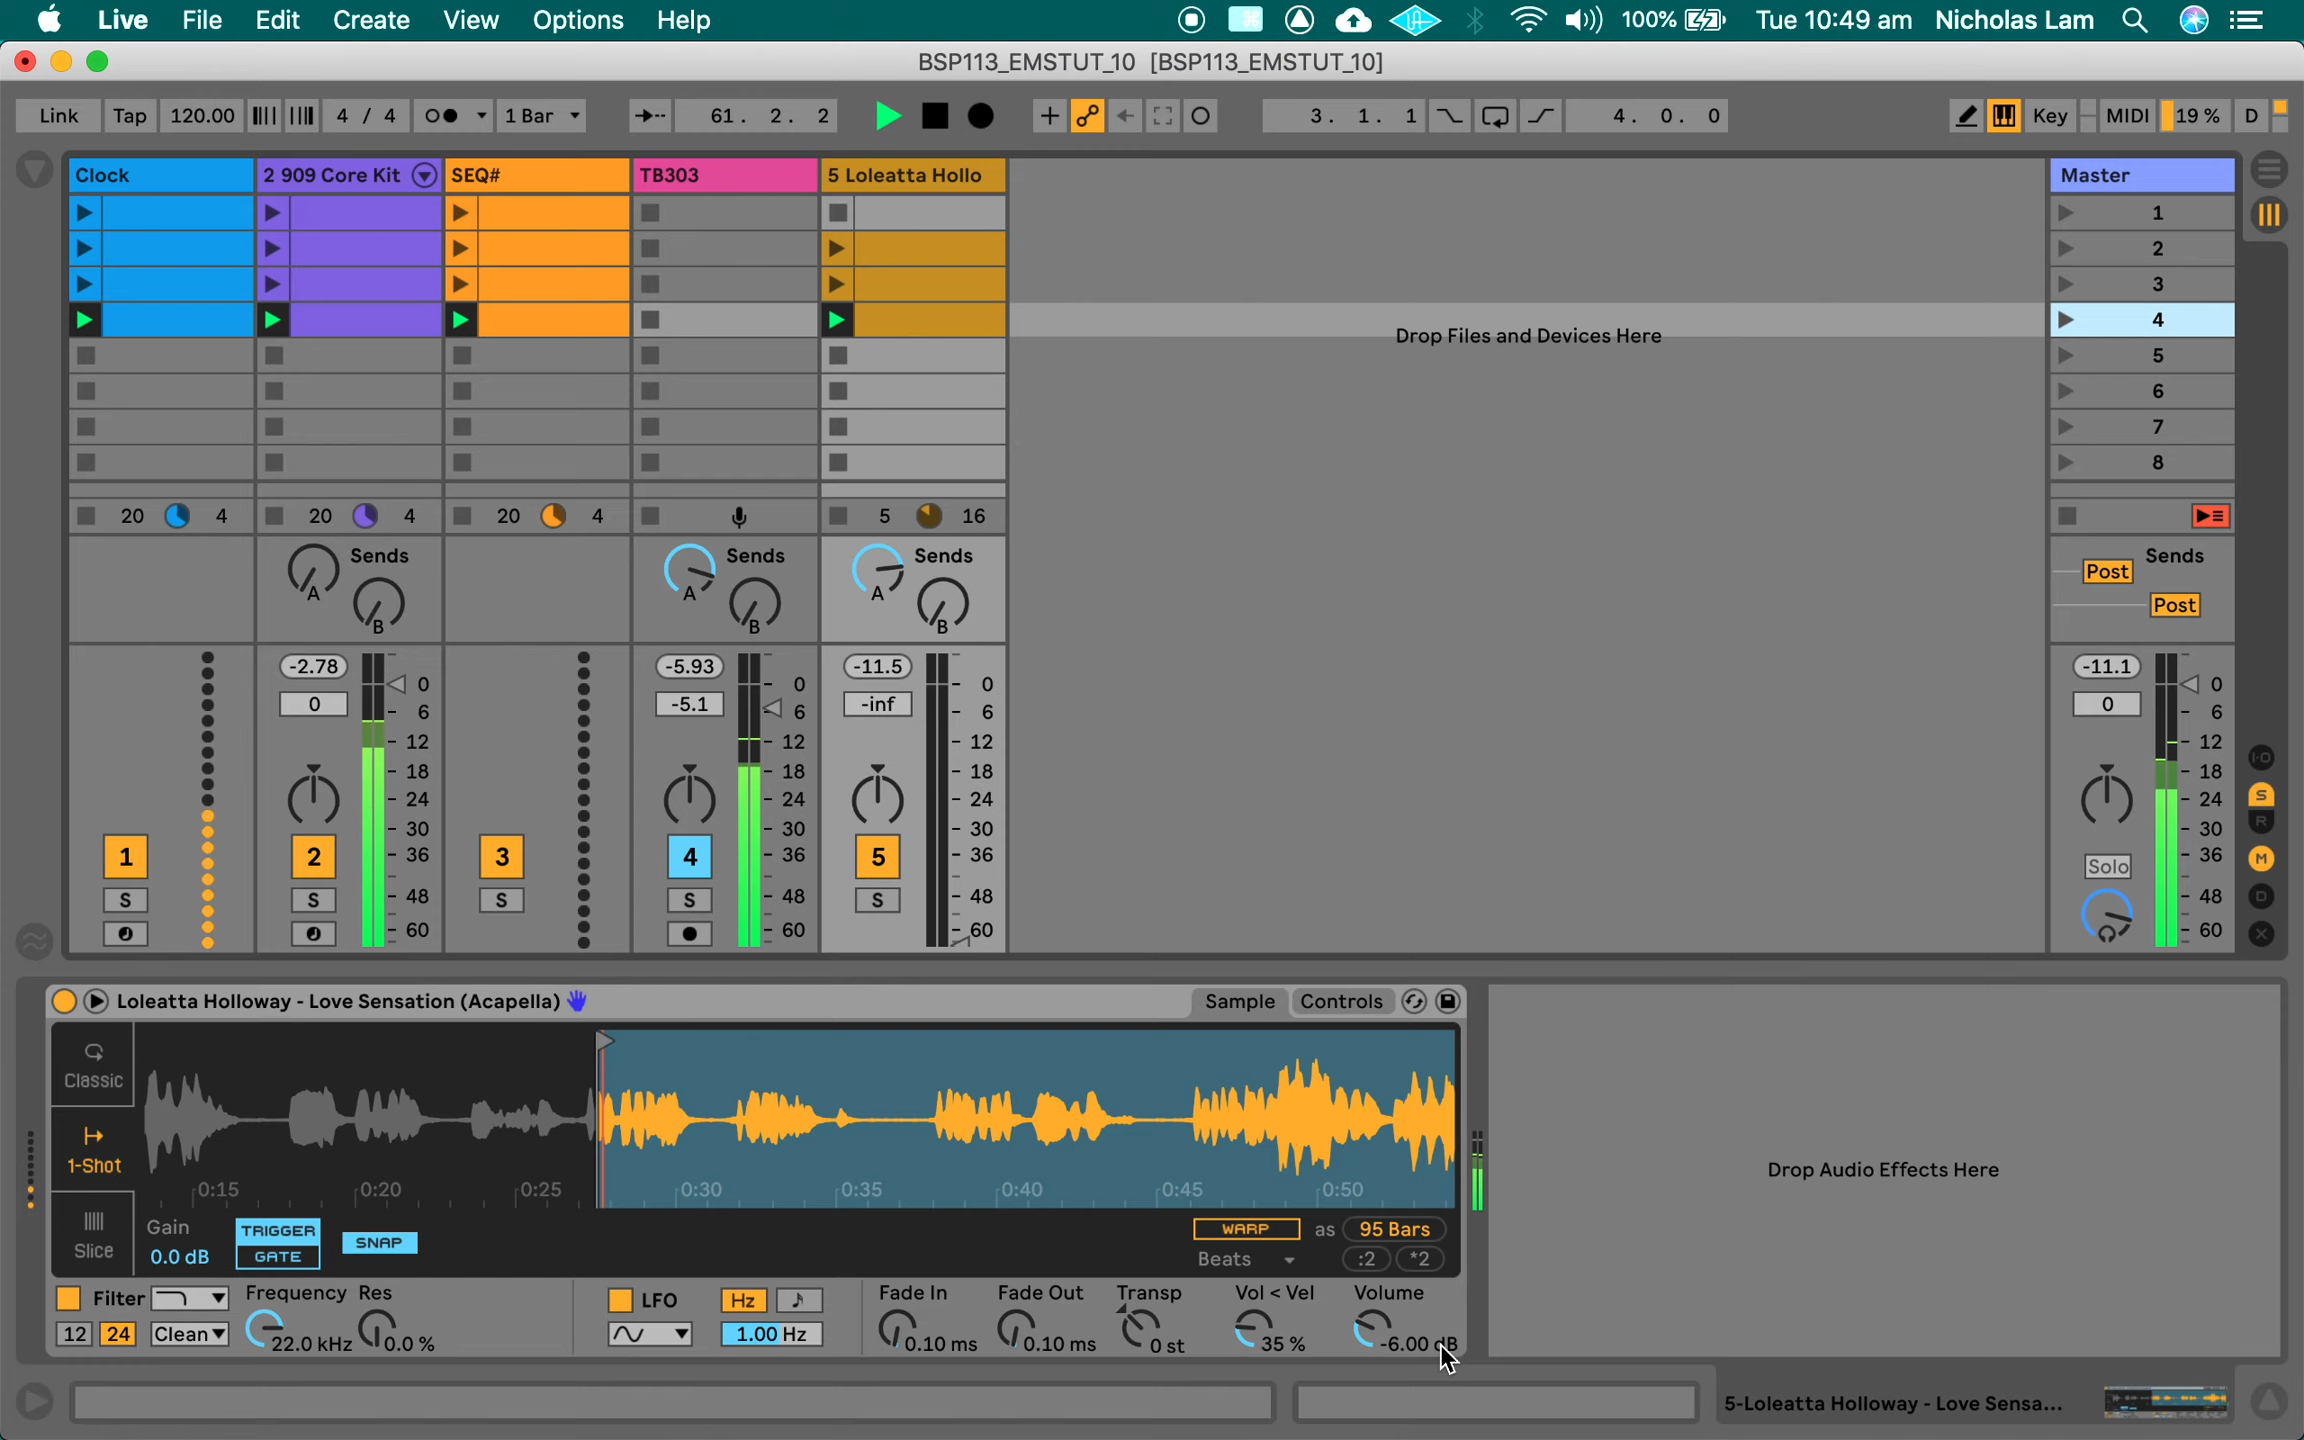 Live File Edit Create View Options Help 100% Tue 10:49 am Nicholas Lam
BSP113_EMSTUT_10 [BSP113_EMSTUT_10]
Link Tap 120.00 4 / 4 1 Bar 61. 2. 2 3. 1. 1 4. 0. 0 Key MIDI 19 % D
Clock 2 909 Core Kit SEQ# TB303 5 Loleatta Hollo Master
1
2
3
4
Drop Files and Devices Here
5
6
7
8
20 4 20 4 20 4 5 16
Sends Sends Sends Sends
A A A Post
B B B Post
-2.78 -5.93 -11.5 -11.1
0 -5.1 -inf 0
0 0 0 0
6 6 6 6
12 12 12 12
18 18 18 18
24 24 24 24
30 30 30 30
36 36 36 36
48 48 48 48
60 60 60 60
1 2 3 4 5 Solo
S S S S S
I·O
S
R
M
D
X
Loleatta Holloway - Love Sensation (Acapella) Sample Controls
Classic
1-Shot
Slice
0:15 0:20 0:25 0:30 0:35 0:40 0:45 0:50
Drop Audio Effects Here
Gain TRIGGER SNAP WARP as 95 Bars
0.0 dB GATE Beats :2 *2
Filter Frequency Res LFO Hz Fade In Fade Out Transp Vol < Vel Volume
12 24 Clean 22.0 kHz 0.0 % 1.00 Hz 0.10 ms 0.10 ms 0 st 35 % -6.00 dB
5-Loleatta Holloway - Love Sensa...